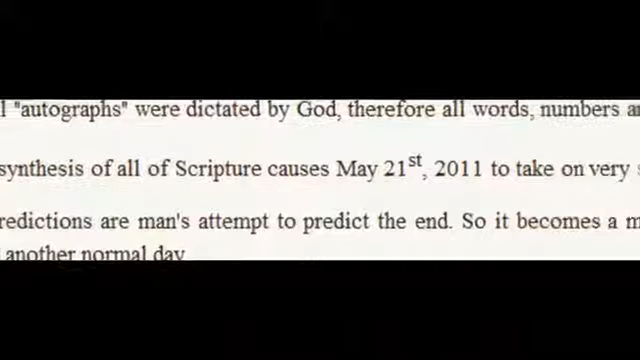 l "autographs" were dictated by God, therefore all words, numbers a
synthesis of all of Scripture causes May 21st, 2011 to take on very
redictions are man's attempt to predict the end. So it becomes a m
another normal day